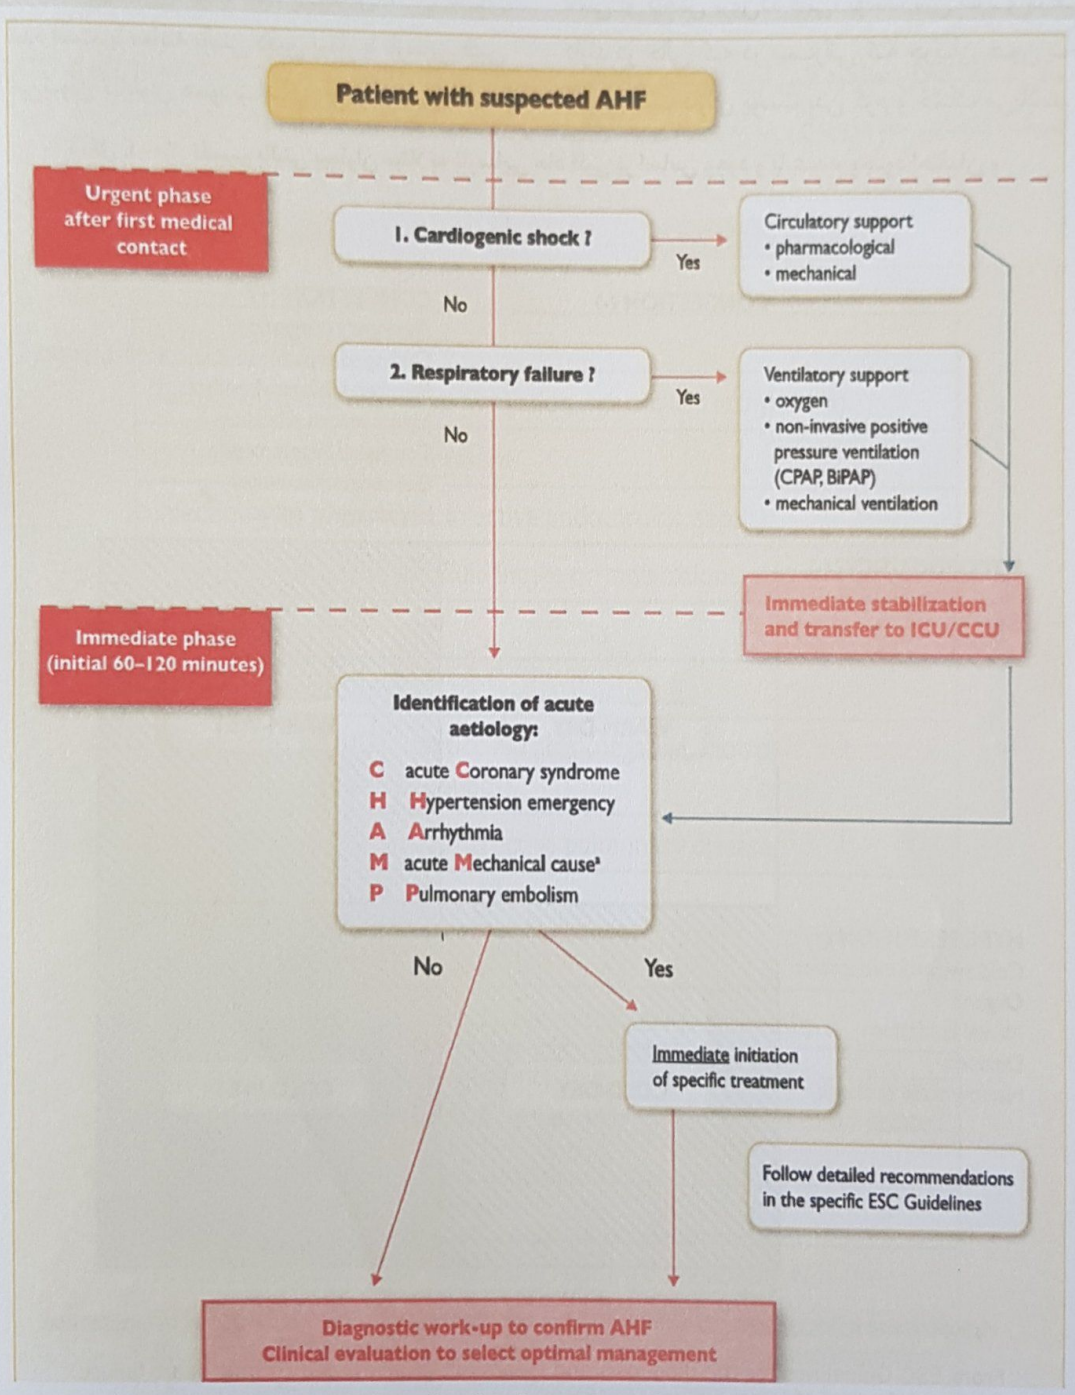 Patient with suspected AHF
Urgent phase
after first medical
contact
1. Cardiogenic shock ?
Yes
Circulatory support
• pharmacological
• mechanical
No
2. Respiratory failure ?
Yes
Ventilatory support
• oxygen
• non-invasive positive
pressure ventilation
(CPAP, BiPAP)
• mechanical ventilation
No
Immediate stabilization
and transfer to ICU/CCU
Immediate phase
(initial 60–120 minutes)
Identification of acute
aetiology:
C acute Coronary syndrome
H Hypertension emergency
A Arrhythmia
M acute Mechanical causeª
P Pulmonary embolism
No
Yes
Immediate initiation
of specific treatment
Follow detailed recommendations
in the specific ESC Guidelines
Diagnostic work-up to confirm AHF
Clinical evaluation to select optimal management